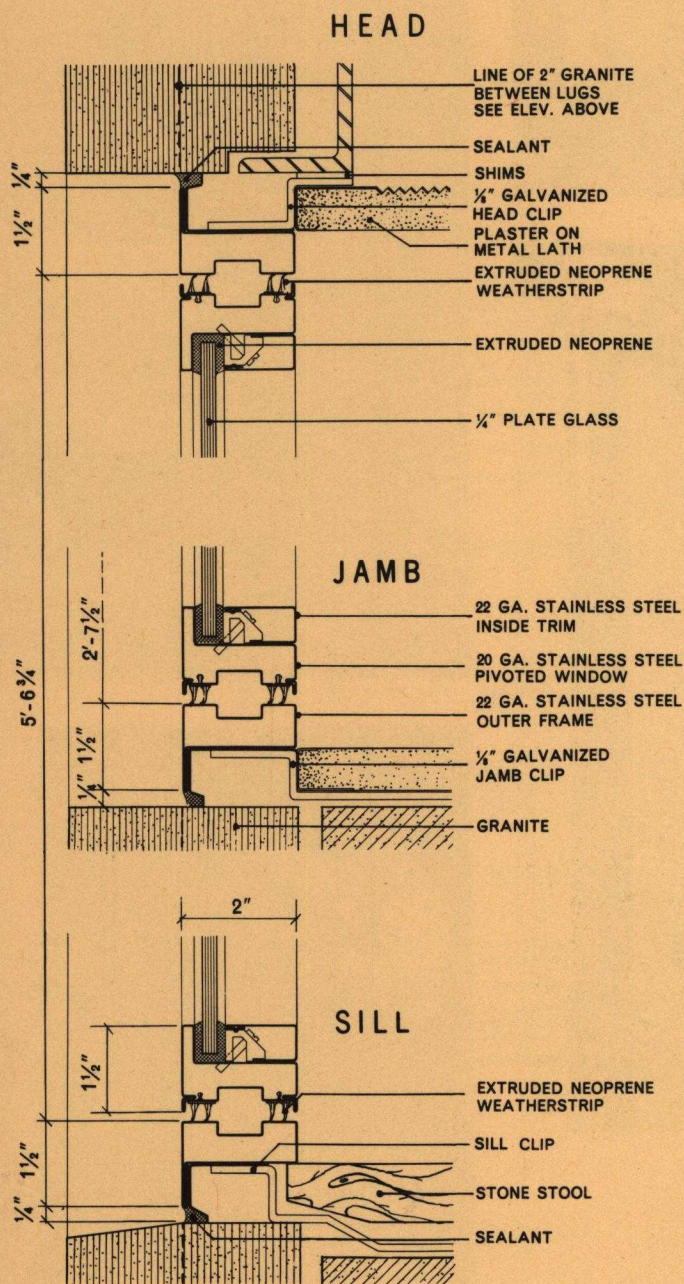 HEAD
LINE OF 2" GRANITE
BETWEEN LUGS
SEE ELEV. ABOVE
SEALANT
SHIMS
⅛" GALVANIZED
HEAD CLIP
PLASTER ON
METAL LATH
EXTRUDED NEOPRENE
WEATHERSTRIP
EXTRUDED NEOPRENE
¼" PLATE GLASS
¼"
1½"
JAMB
22 GA. STAINLESS STEEL
INSIDE TRIM
20 GA. STAINLESS STEEL
PIVOTED WINDOW
22 GA. STAINLESS STEEL
OUTER FRAME
⅛" GALVANIZED
JAMB CLIP
GRANITE
2'-7½"
5'-6¾"
1½"
¼"
2"
SILL
EXTRUDED NEOPRENE
WEATHERSTRIP
SILL CLIP
STONE STOOL
SEALANT
1½"
1½"
¼"